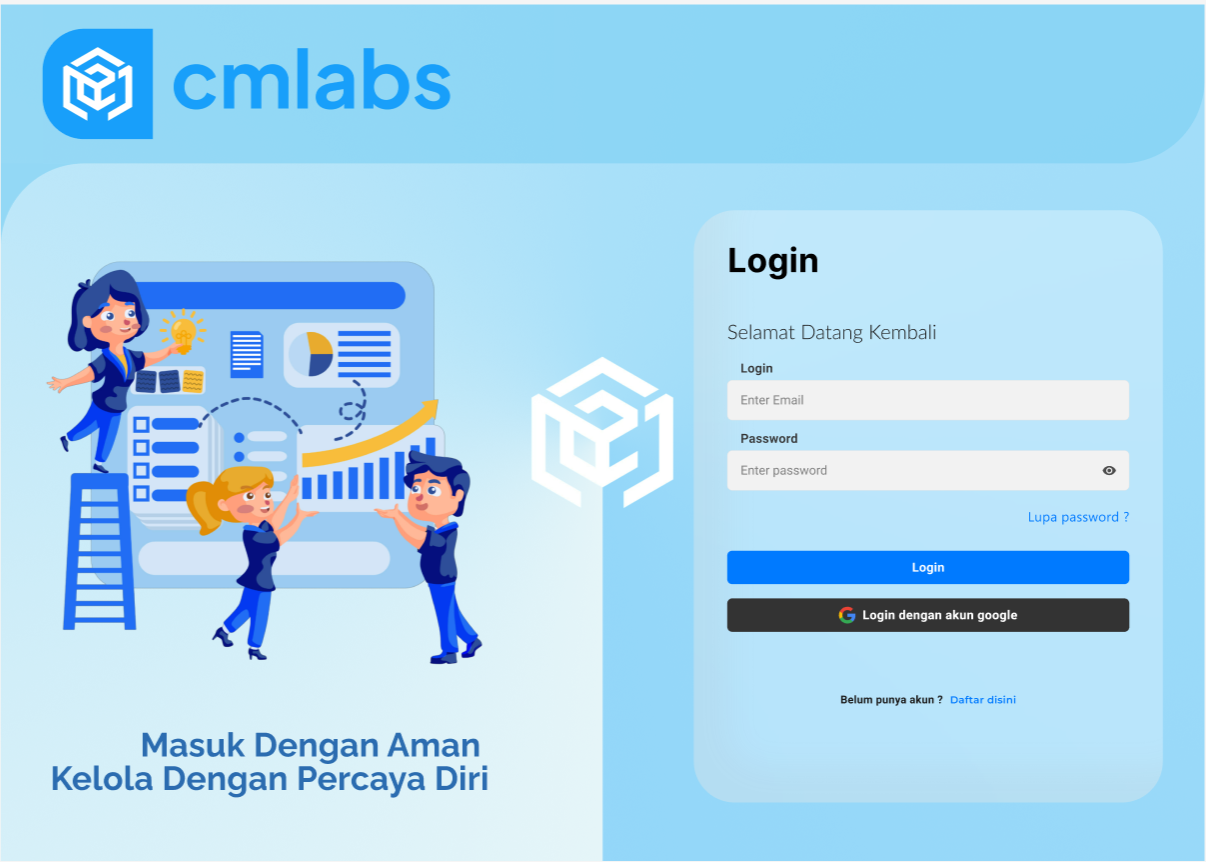 cmlabs
Login
Selamat Datang Kembali
Login
Enter Email
Password
Enter password
Lupa password ?
Login
Login dengan akun google
Belum punya akun ? Daftar disini
Masuk Dengan Aman
Kelola Dengan Percaya Diri